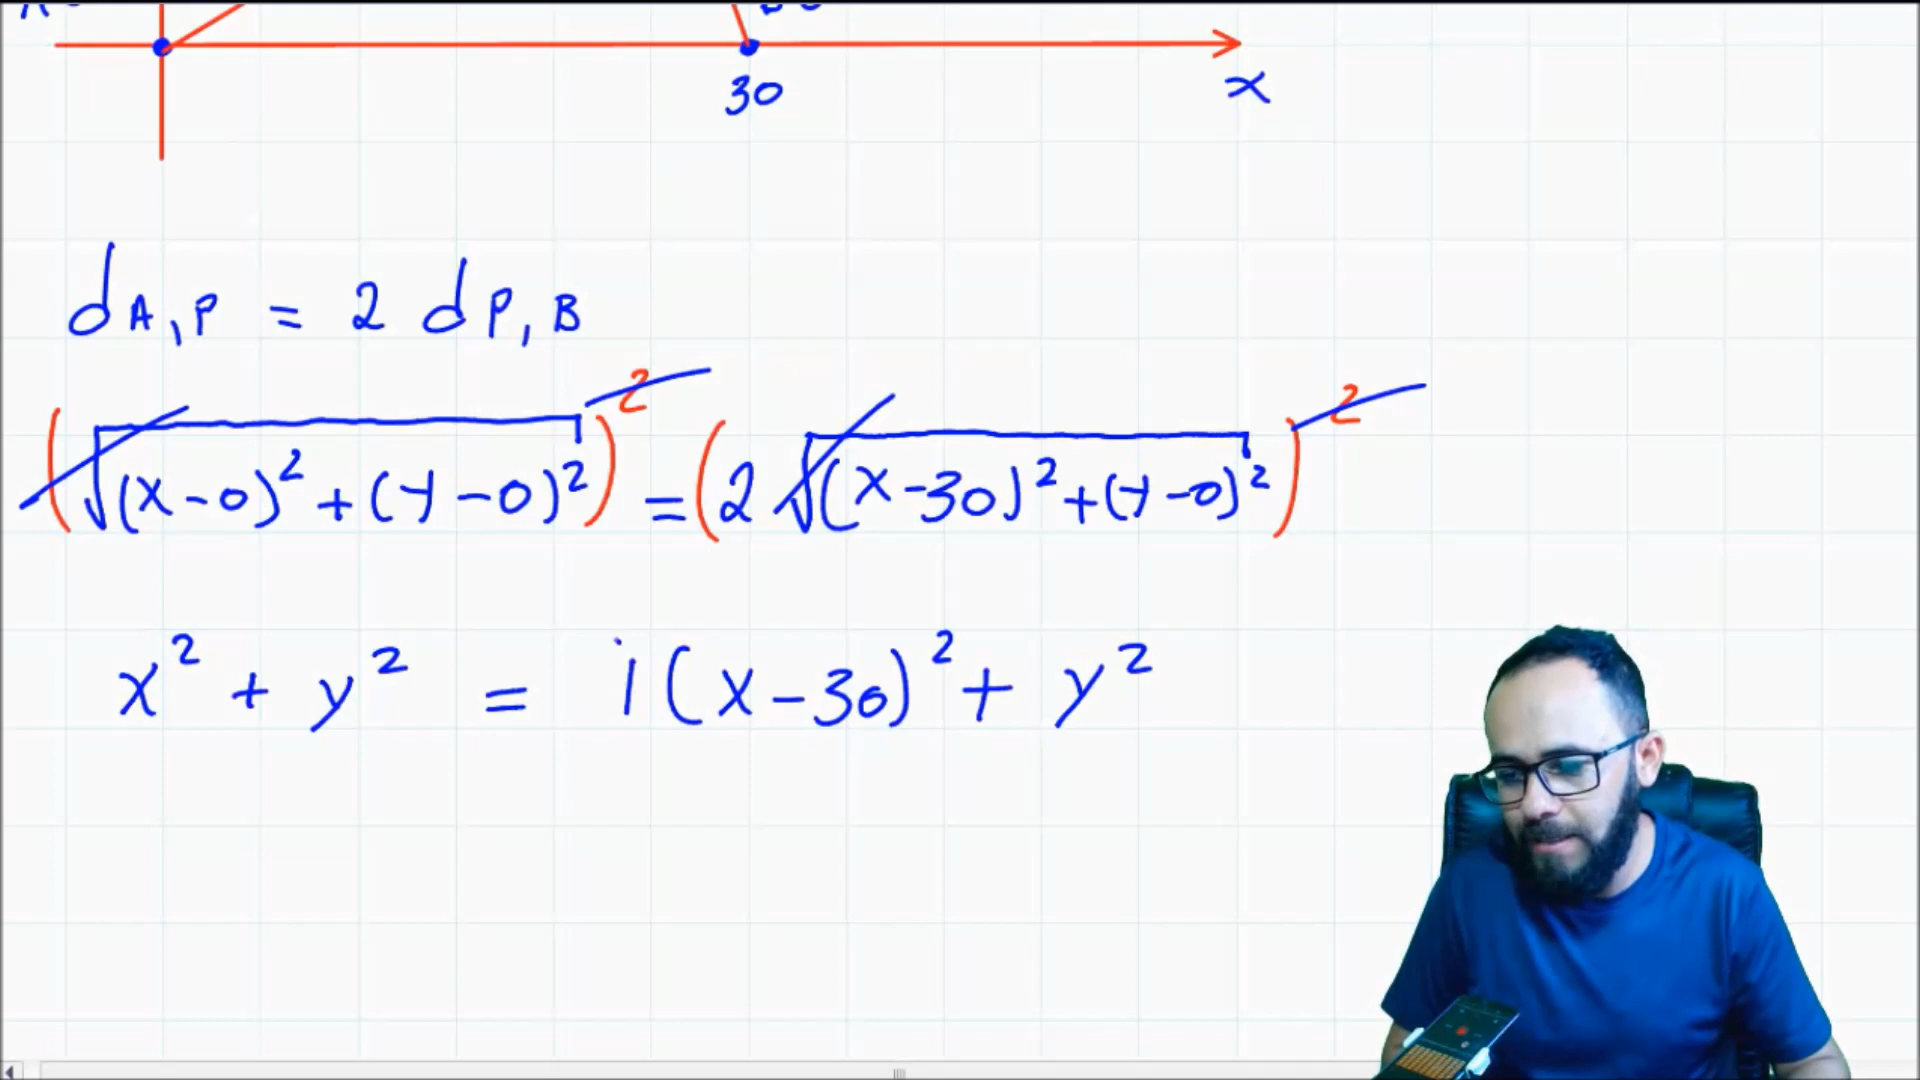 30
x
dA,P = 2 dP,B
(√(x-0)²+(y-0)²)² = (2√(x-30)²+(y-0)²)²
x² + y² = i(x-30)² + y²